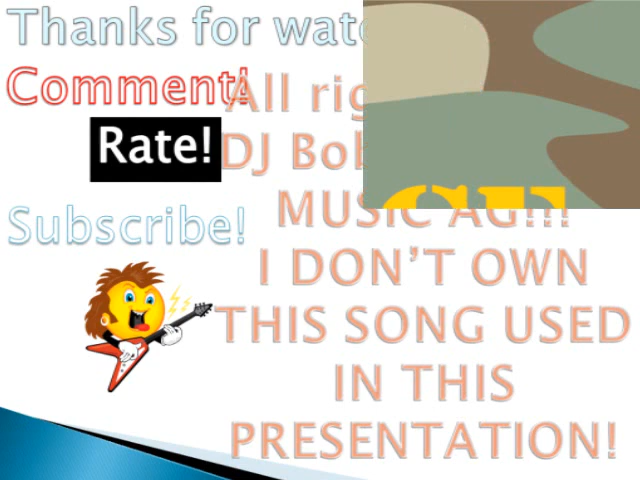 Thanks for wat
Comment!
All rig
Rate!
DJ Bob
MUSIC AG!!!
Subscribe!
I DON’T OWN
THIS SONG USED
IN THIS
PRESENTATION!